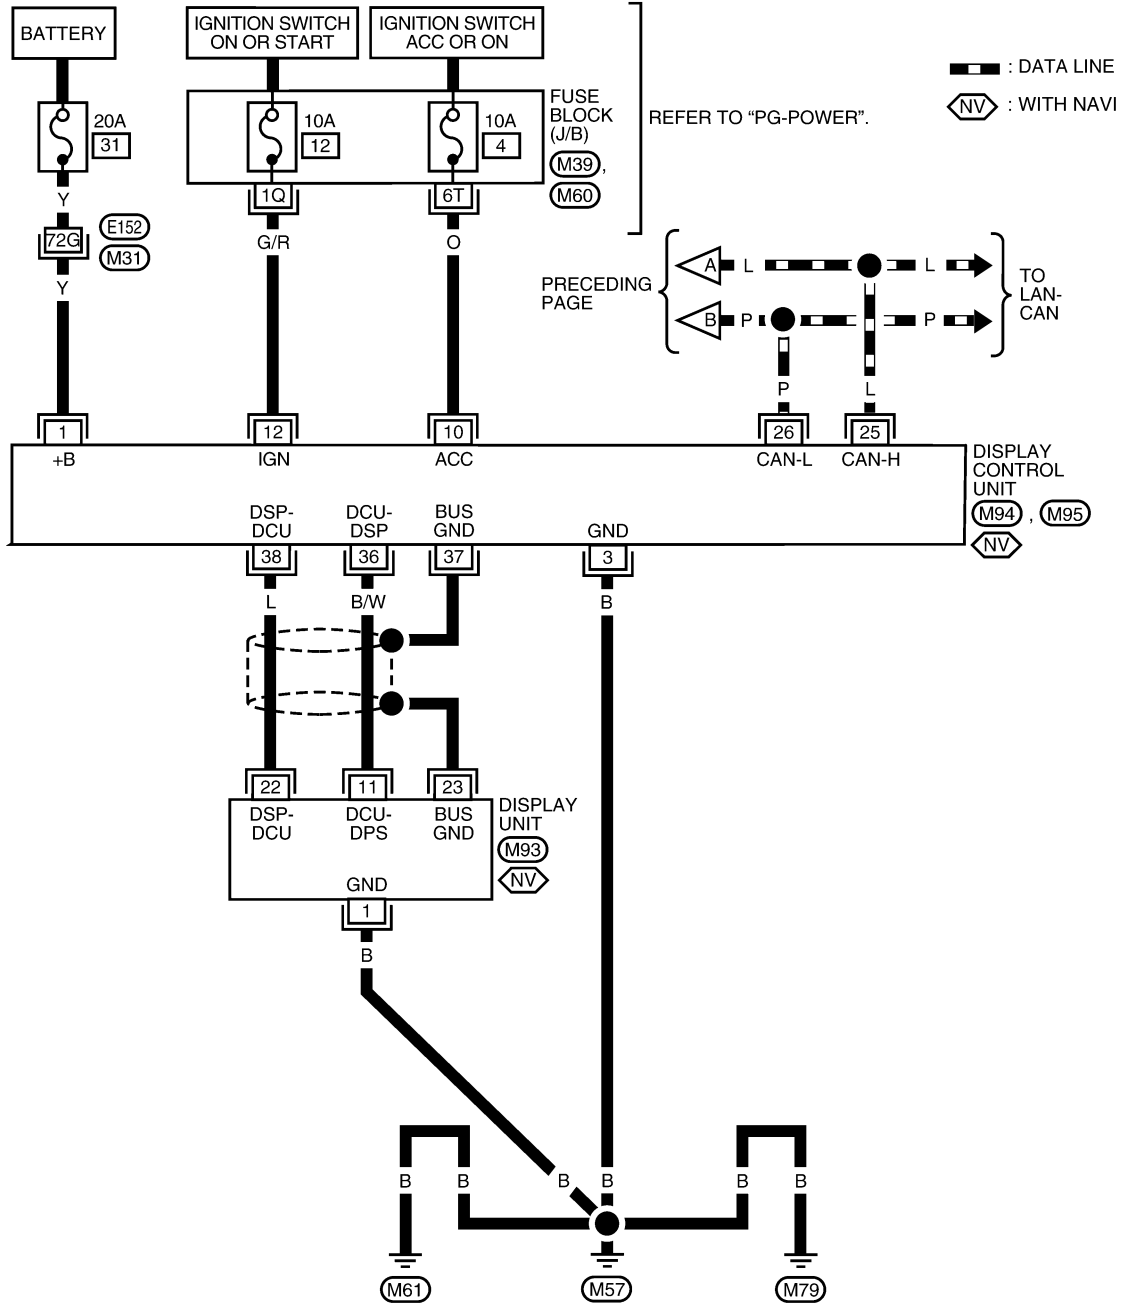 BATTERY
IGNITION SWITCH
ON OR START
IGNITION SWITCH
ACC OR ON
: DATA LINE
NV : WITH NAVI
20A
31
10A
12
10A
4
FUSE
BLOCK
(J/B)
M39 ,
M60
REFER TO “PG-POWER”.
1Q
6T
Y
72G
E152
M31
Y
G/R
O
PRECEDING
PAGE
A L L
B P P
TO
LAN-
CAN
P L
1
12
10
26
25
+B
IGN
ACC
CAN-L
CAN-H
DISPLAY
CONTROL
UNIT
M94 , M95
NV
DSP-
DCU
DCU-
DSP
BUS
GND
GND
38
36
37
3
L
B/W
B
22
11
23
DSP-
DCU
DCU-
DPS
BUS
GND
DISPLAY
UNIT
M93
NV
GND
1
B
B B B B B B
M61
M57
M79